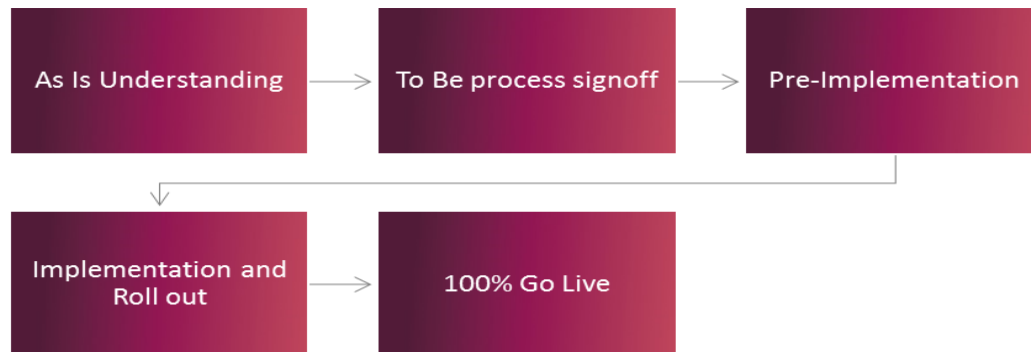 As Is Understanding
To Be process signoff
Pre-Implementation
Implementation and
Roll out
100% Go Live